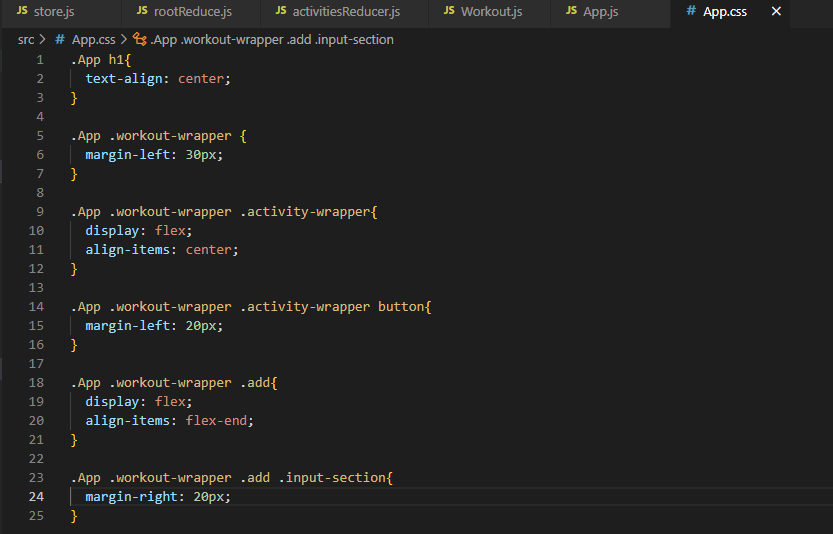 JS store.js JS rootReduce.js JS activitiesReducer.js JS Workout.js JS App.js # App.css ×
src > # App.css > .App .workout-wrapper .add .input-section
1 .App h1{
2 text-align: center;
3 }
4
5 .App .workout-wrapper {
6 margin-left: 30px;
7 }
8
9 .App .workout-wrapper .activity-wrapper{
10 display: flex;
11 align-items: center;
12 }
13
14 .App .workout-wrapper .activity-wrapper button{
15 margin-left: 20px;
16 }
17
18 .App .workout-wrapper .add{
19 display: flex;
20 align-items: flex-end;
21 }
22
23 .App .workout-wrapper .add .input-section{
24 margin-right: 20px;
25 }